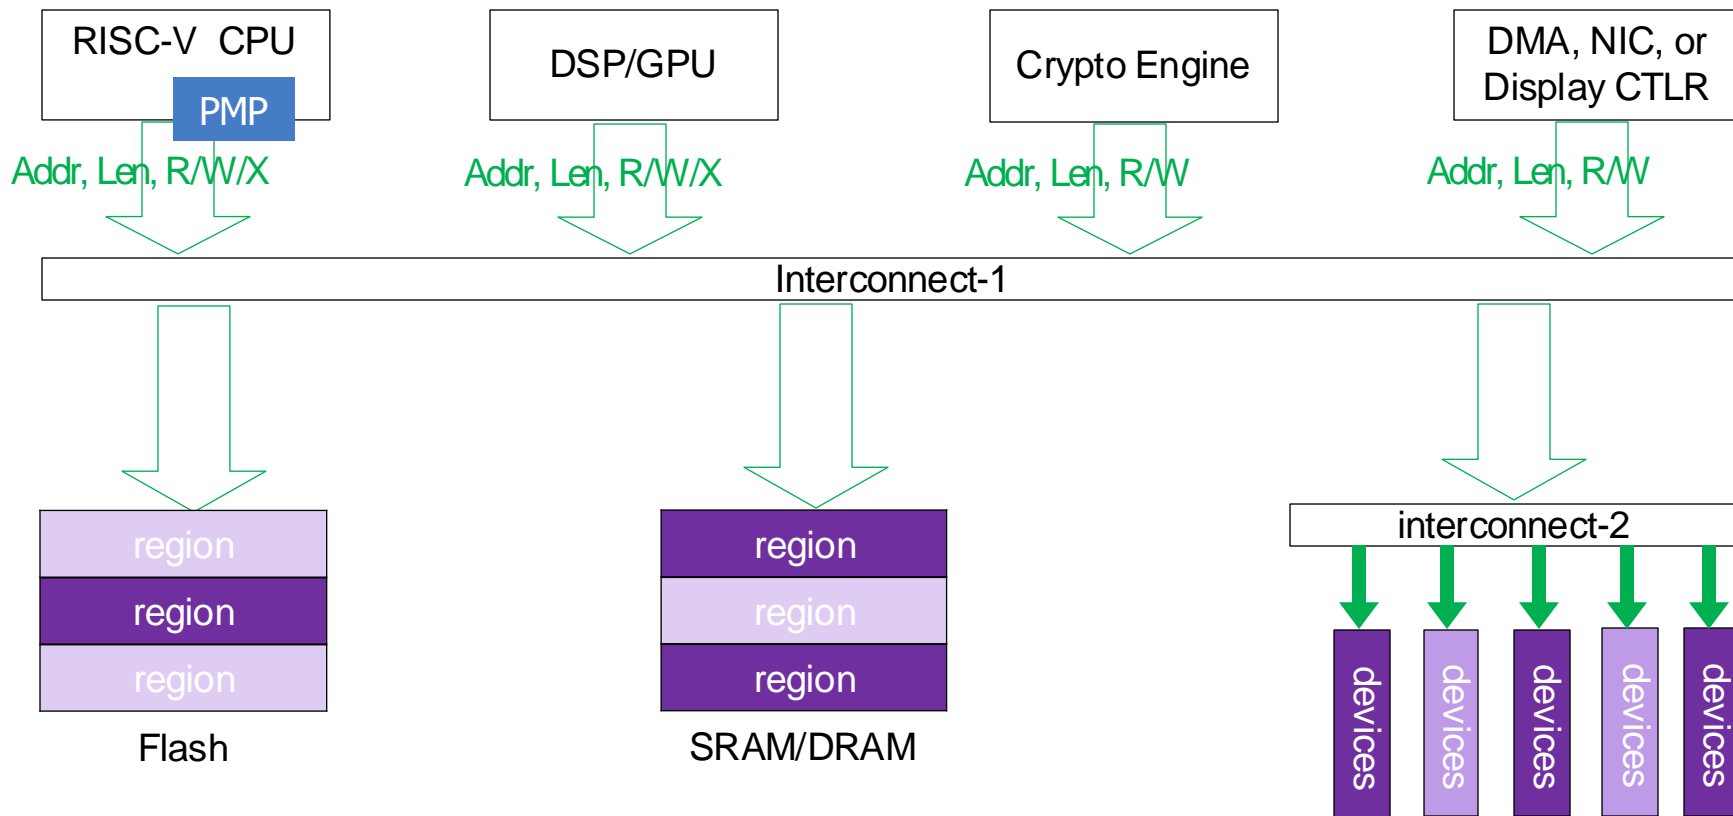 RISC-V CPU
PMP
DSP/GPU
Crypto Engine
DMA, NIC, or
Display CTLR
Addr, Len, R/W/X
Addr, Len, R/W/X
Addr, Len, R/W
Addr, Len, R/W
Interconnect-1
region
region
region
Flash
region
region
region
SRAM/DRAM
interconnect-2
devices
devices
devices
devices
devices